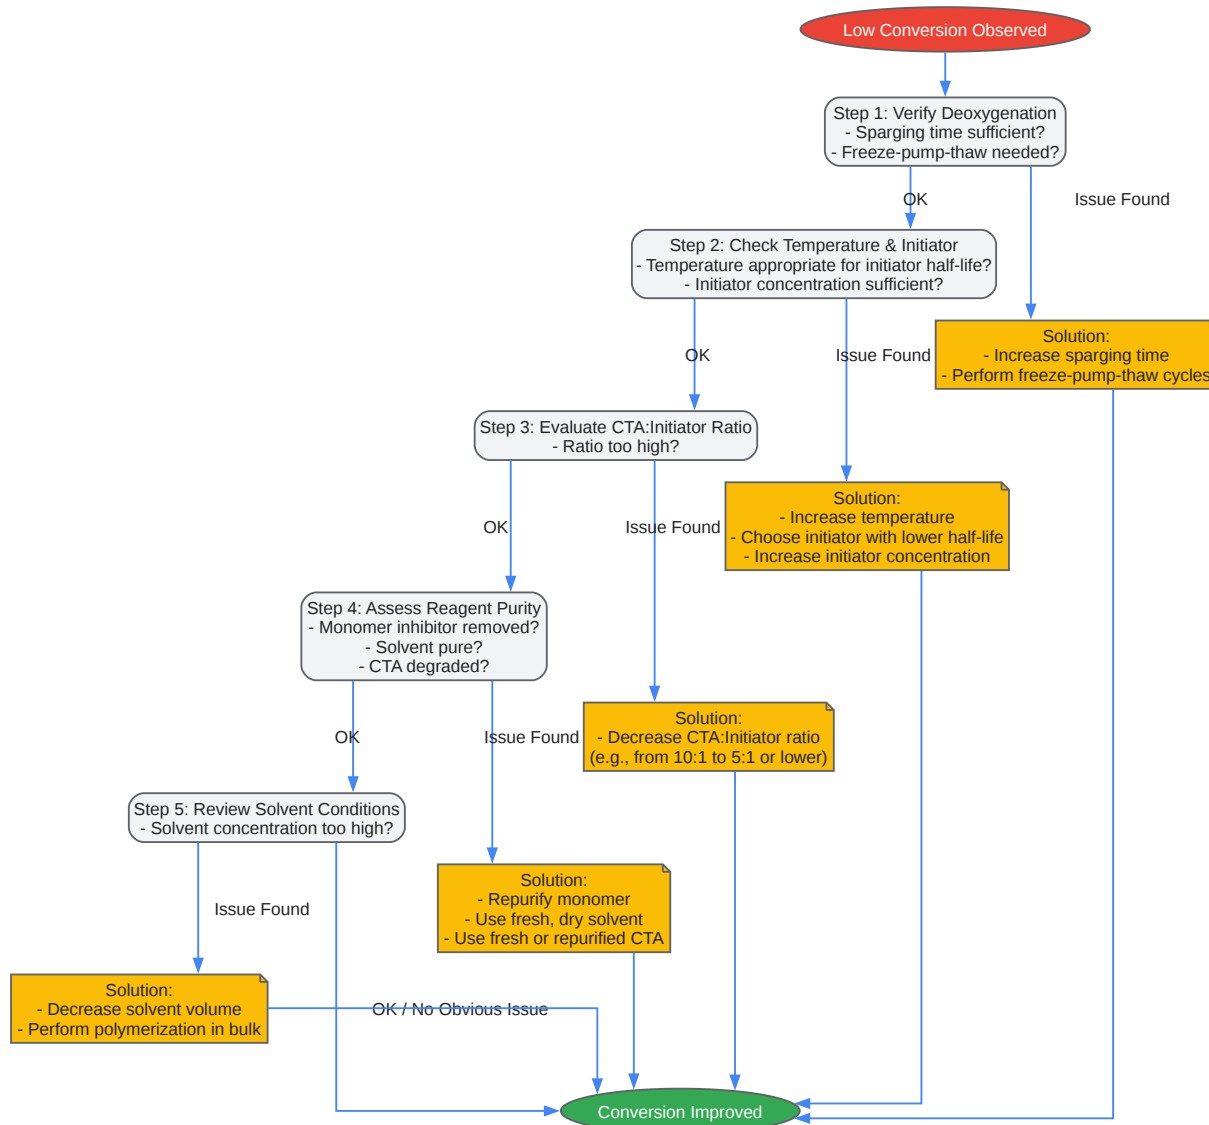 Low Conversion Observed
Step 1: Verify Deoxygenation
- Sparging time sufficient?
- Freeze-pump-thaw needed?
OK
Issue Found
Step 2: Check Temperature & Initiator
- Temperature appropriate for initiator half-life?
- Initiator concentration sufficient?
Solution:
- Increase sparging time
- Perform freeze-pump-thaw cycles
OK
Issue Found
Step 3: Evaluate CTA:Initiator Ratio
- Ratio too high?
Solution:
- Increase temperature
- Choose initiator with lower half-life
- Increase initiator concentration
OK
Issue Found
Step 4: Assess Reagent Purity
- Monomer inhibitor removed?
- Solvent pure?
- CTA degraded?
Solution:
- Decrease CTA:Initiator ratio
(e.g., from 10:1 to 5:1 or lower)
OK
Issue Found
Step 5: Review Solvent Conditions
- Solvent concentration too high?
Solution:
- Repurify monomer
- Use fresh, dry solvent
- Use fresh or repurified CTA
Issue Found
Solution:
- Decrease solvent volume
- Perform polymerization in bulk
OK / No Obvious Issue
Conversion Improved